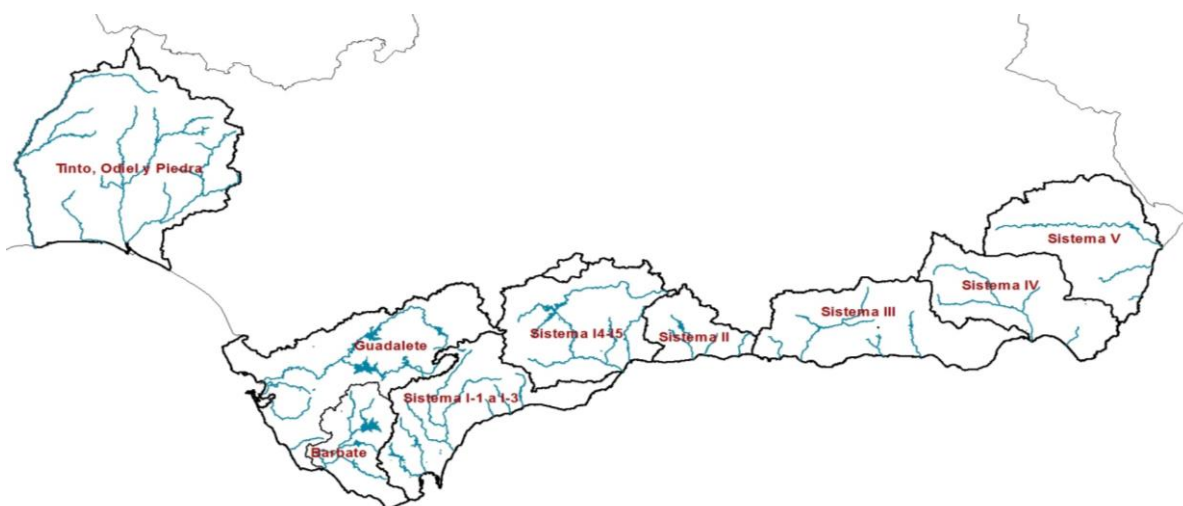 Tinto, Odiel y Piedra
Sistema V
Sistema IV
Sistema III
Sistema I4-I5
Sistema II
Guadalete
Sistema I-1 a I-3
Barbate